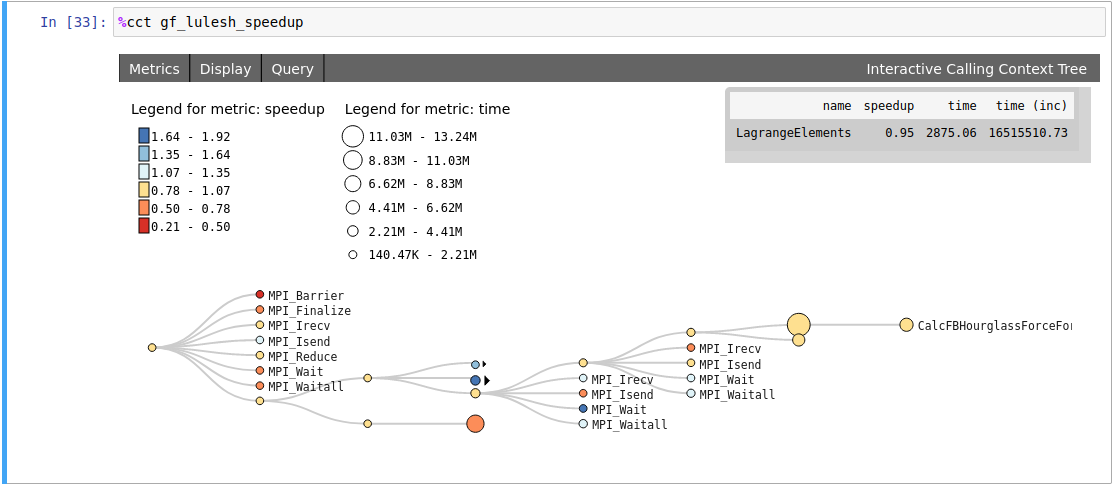 In [33]: %cct gf_lulesh_speedup
Metrics Display Query Interactive Calling Context Tree
Legend for metric: speedup
1.64 - 1.92
1.35 - 1.64
1.07 - 1.35
0.78 - 1.07
0.50 - 0.78
0.21 - 0.50
Legend for metric: time
11.03M - 13.24M
8.83M - 11.03M
6.62M - 8.83M
4.41M - 6.62M
2.21M - 4.41M
140.47K - 2.21M
name speedup time time (inc)
LagrangeElements 0.95 2875.06 16515510.73
MPI_Barrier
MPI_Finalize
MPI_Irecv
MPI_Isend
MPI_Reduce
MPI_Wait
MPI_Waitall
MPI_Irecv
MPI_Isend
MPI_Wait
MPI_Waitall
MPI_Irecv
MPI_Isend
MPI_Wait
MPI_Waitall
CalcFBHourglassForceFor